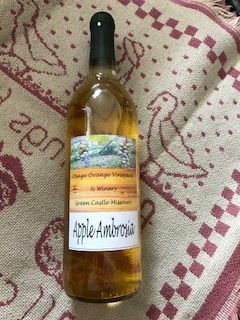 Osage Orange Vineyard
& Winery
Green Castle Missouri
Apple Ambrosia